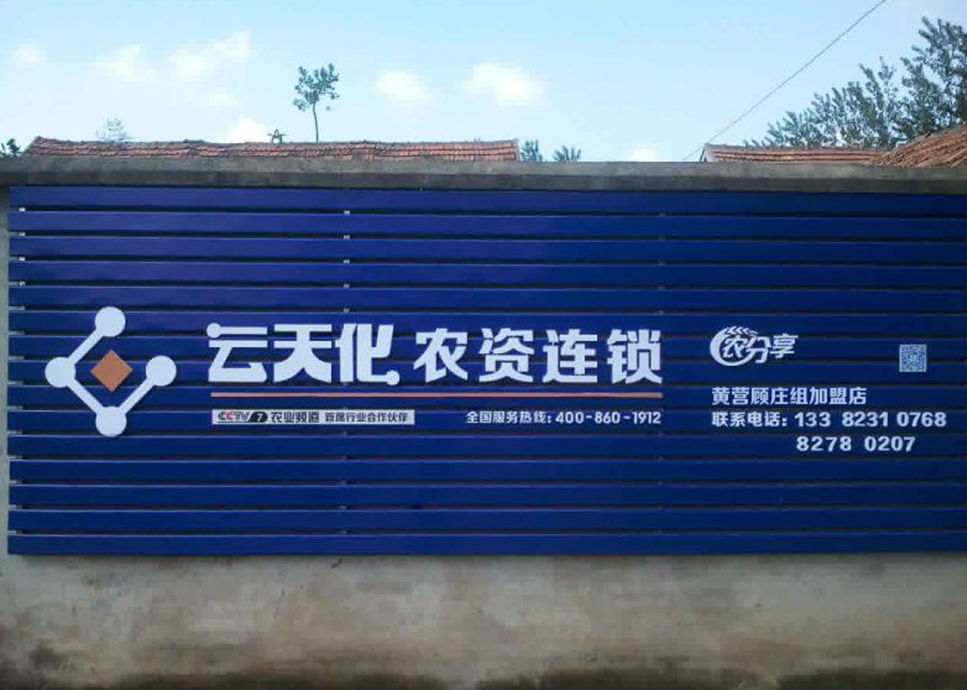 云天化 农资连锁
CCTV 7 农业频道 首席行业合作伙伴
全国服务热线：400-860-1912
农分享
黄营顾庄组加盟店
联系电话：133 8231 0768
8278 0207